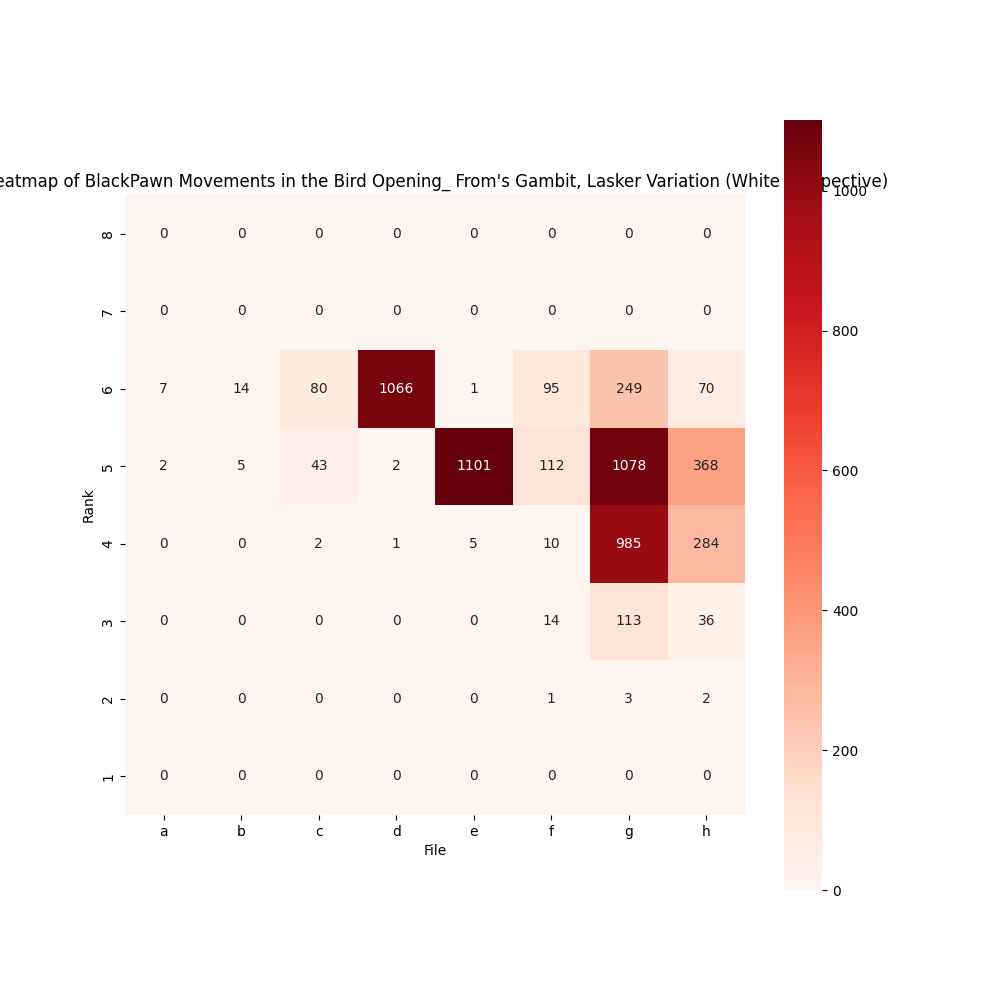 eatmap of BlackPawn Movements in the Bird Opening_ From's Gambit, Lasker Variation (White pective)
1000
8 0 0 0 0 0 0 0 0
7 0 0 0 0 0 0 0 0
800
6 7 14 80 1066 1 95 249 70
600
5 2 5 43 2 1101 112 1078 368
Rank
4 0 0 2 1 5 10 985 284
400
3 0 0 0 0 0 14 113 36
2 0 0 0 0 0 1 3 2
200
1 0 0 0 0 0 0 0 0
a b c d e f g h
File
0